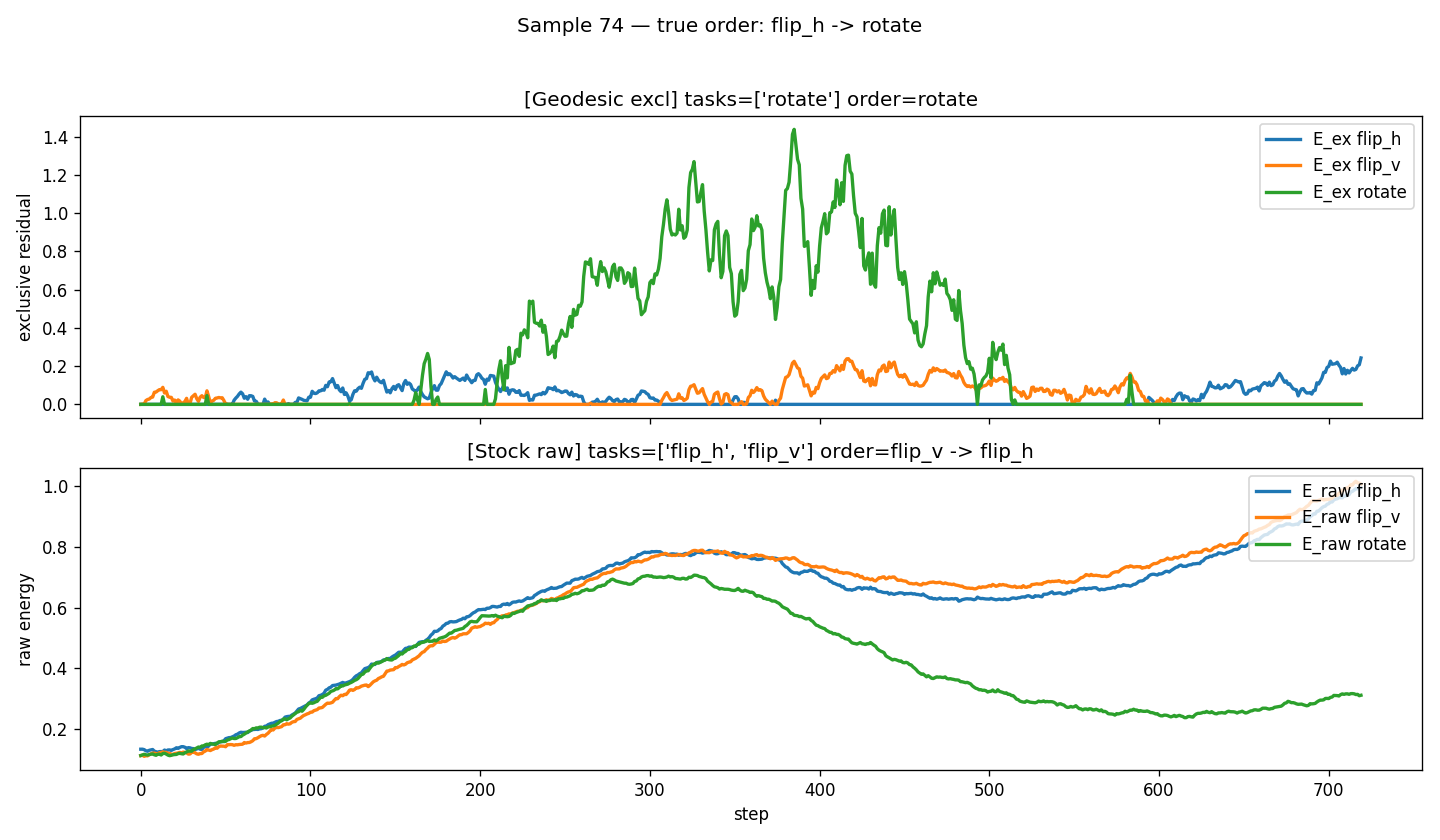 Sample 74 — true order: flip_h -> rotate
[Geodesic excl] tasks=['rotate'] order=rotate
exclusive residual
1.4
1.2
1.0
0.8
0.6
0.4
0.2
0.0
E_ex flip_h
E_ex flip_v
E_ex rotate
[Stock raw] tasks=['flip_h', 'flip_v'] order=flip_v -> flip_h
raw energy
1.0
0.8
0.6
0.4
0.2
E_raw flip_h
E_raw flip_v
E_raw rotate
0 100 200 300 400 500 600 700
step